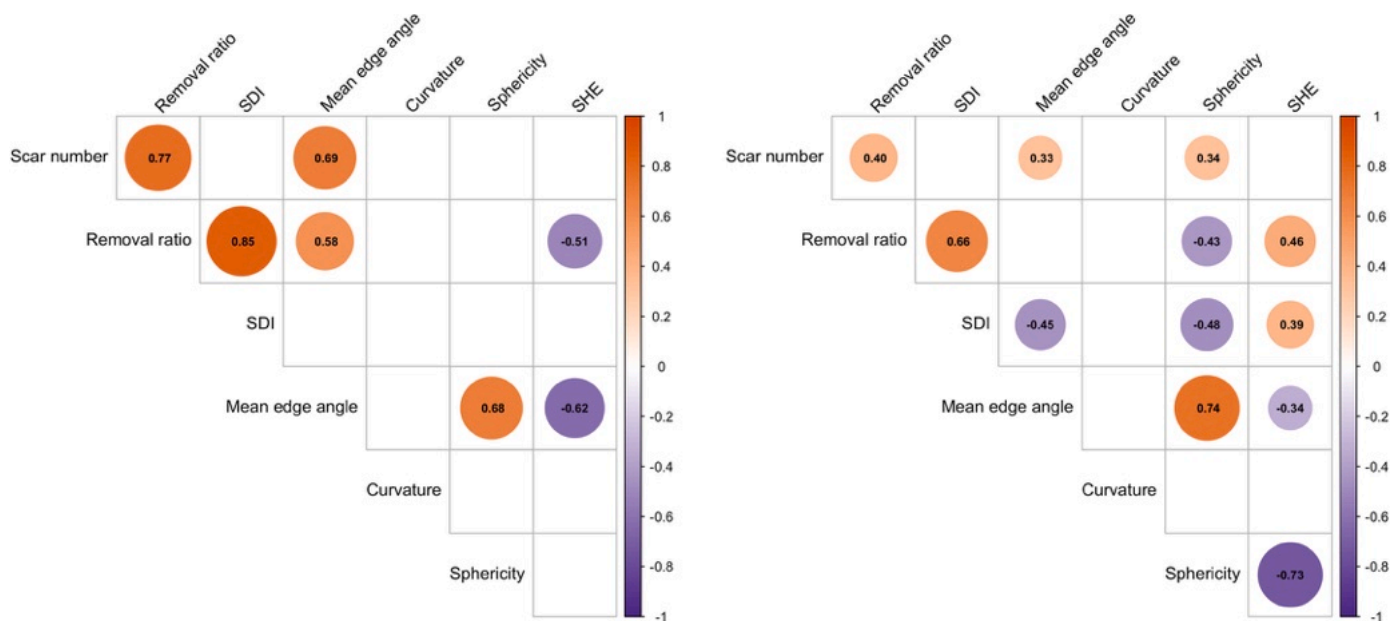 Removal ratio
SDI
Mean edge angle
Curvature
Sphericity
SHE
Scar number
0.77
0.69
Removal ratio
0.85
0.58
-0.51
SDI
Mean edge angle
0.68
-0.62
Curvature
Sphericity
1
0.8
0.6
0.4
0.2
0
-0.2
-0.4
-0.6
-0.8
-1
Removal ratio
SDI
Mean edge angle
Curvature
Sphericity
SHE
Scar number
0.40
0.33
0.34
Removal ratio
0.66
-0.43
0.46
SDI
-0.45
-0.48
0.39
Mean edge angle
0.74
-0.34
Curvature
Sphericity
-0.73
1
0.8
0.6
0.4
0.2
0
-0.2
-0.4
-0.6
-0.8
-1